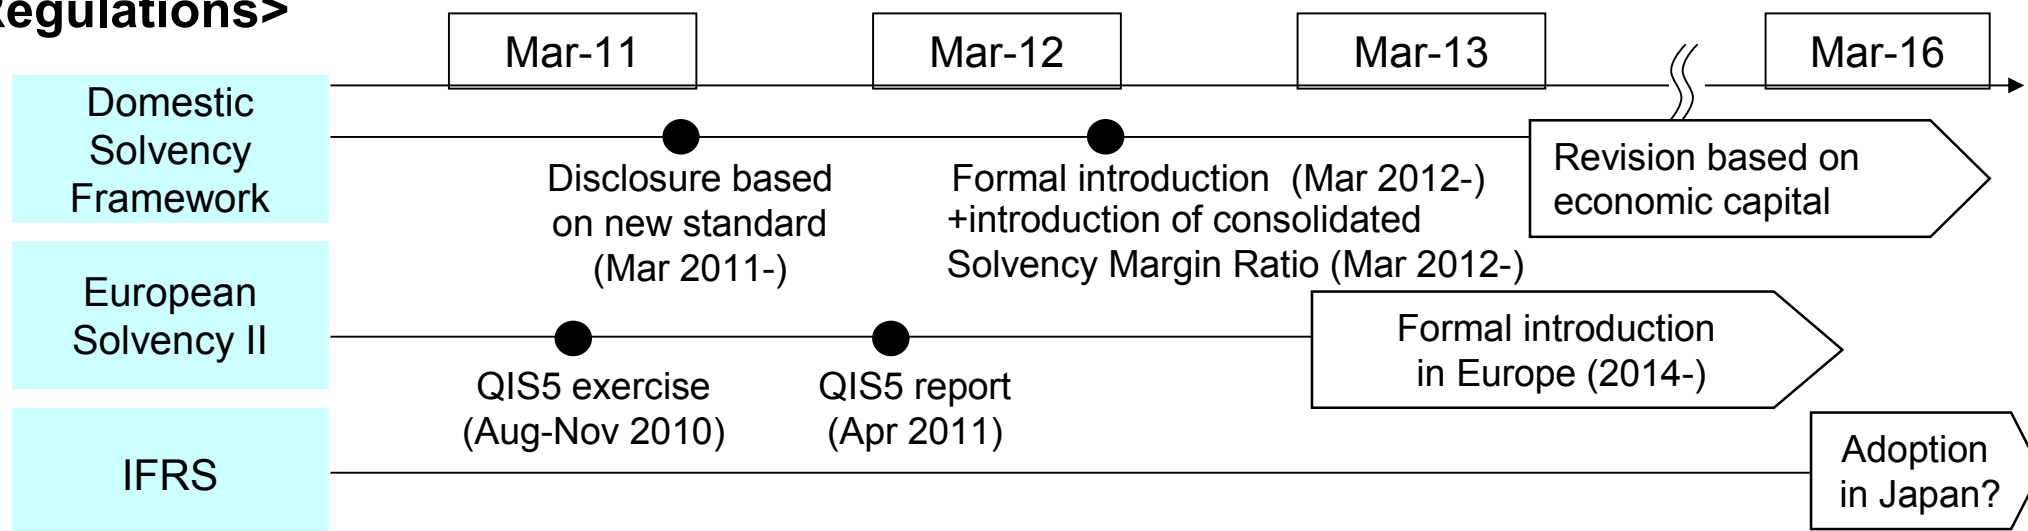 Regulations>
Mar-11
Mar-12
Mar-13
Mar-16
Domestic
Solvency
Framework
Disclosure based
on new standard
(Mar 2011-)
Formal introduction (Mar 2012-)
+introduction of consolidated
Solvency Margin Ratio (Mar 2012-)
Revision based on
economic capital
European
Solvency II
QIS5 exercise
(Aug-Nov 2010)
QIS5 report
(Apr 2011)
Formal introduction
in Europe (2014-)
IFRS
Adoption
in Japan?